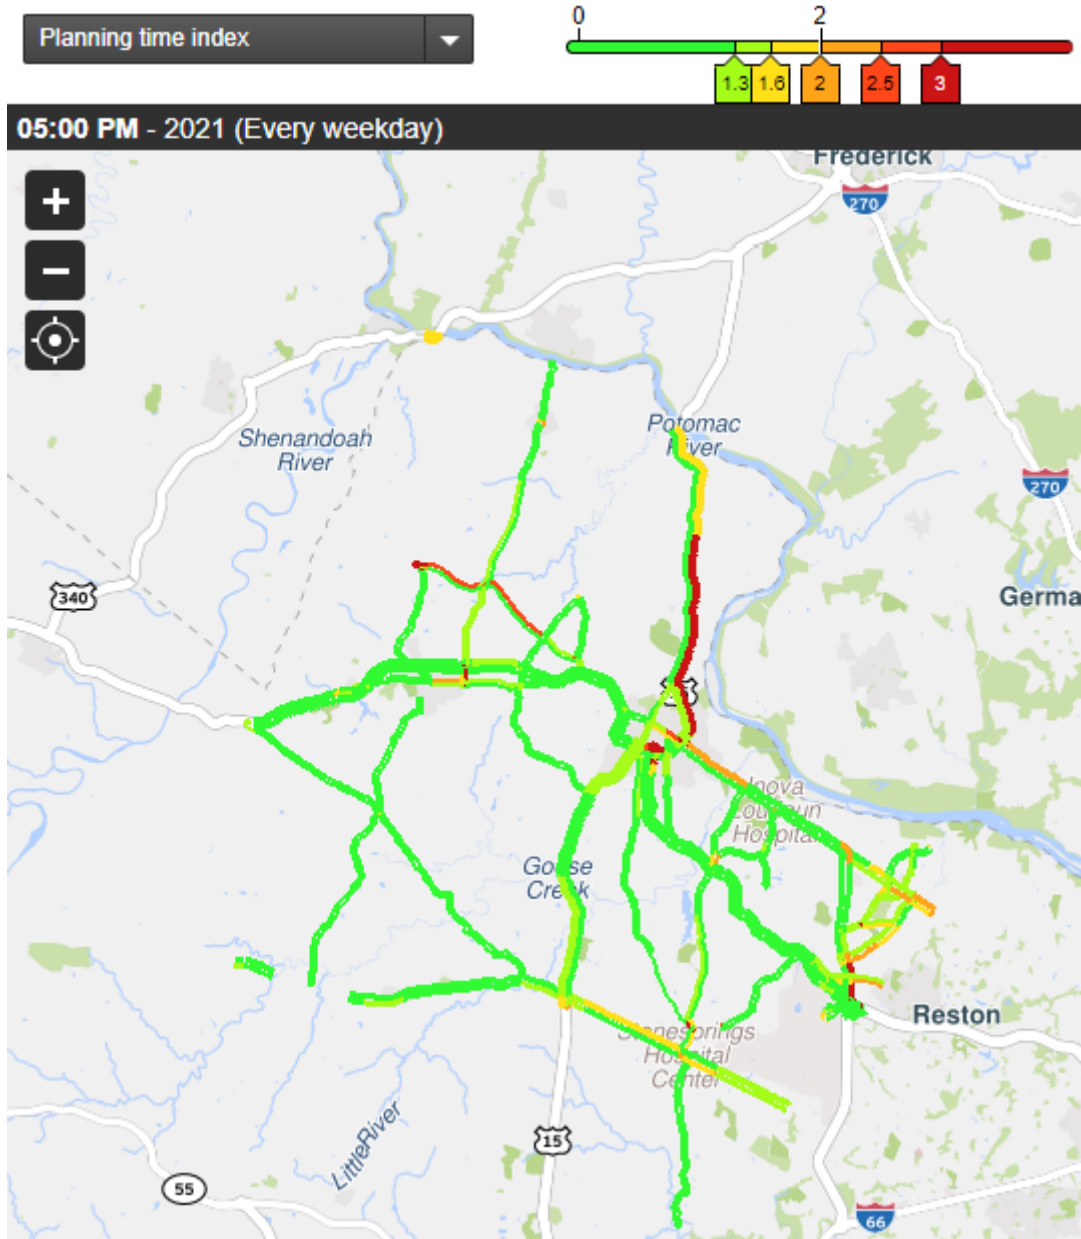 Planning time index
0 2
1.3 1.6 2 2.5 3
05:00 PM - 2021 (Every weekday)
+
−
Frederick
270
Potomac
River
Shenandoah
River
270
340
Germa
Inova
Loudoun
Hospital
Goose
Creek
Reston
Stonesprings
Hospital
Center
LittleRiver
15
55
66